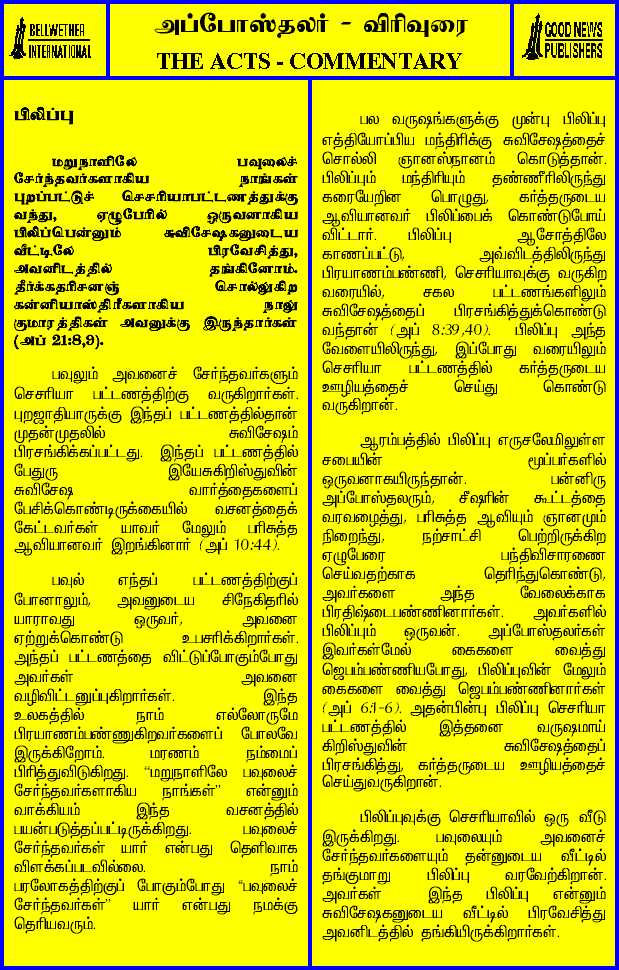 BELLWETHER
INTERNATIONAL
அப்போஸ்தலர் - விரிவுரை
THE ACTS - COMMENTARY
GOOD NEWS
PUBLISHERS
பிலிப்பு
மறுநாளிலே பவுலைச்
சேர்ந்தவர்களாகிய நாங்கள்
புறப்பட்டுச் செசரியாபட்டணத்துக்கு
வந்து, ஏழுபேரில் ஒருவனாகிய
பிலிப்பென்னும் சுவிசேஷகனுடைய
வீட்டிலே பிரவேசித்து,
அவனிடத்தில் தங்கினோம்.
தீர்க்கதரிசனஞ் சொல்லுகிற
கன்னியாஸ்திரீகளாகிய நாலு
குமாரத்திகள் அவனுக்கு இருந்தார்கள்
(அப் 21:8,9).
பவுலும் அவனைச் சேர்ந்தவர்களும்
செசரியா பட்டணத்திற்கு வருகிறார்கள்.
புறஜாதியாருக்கு இந்தப் பட்டணத்தில்தான்
முதன்முதலில் சுவிசேஷம்
பிரசங்கிக்கப்பட்டது. இந்தப் பட்டணத்தில்
பேதுரு இயேசுகிறிஸ்துவின்
சுவிசேஷ வார்த்தைகளைப்
பேசிக்கொண்டிருக்கையில் வசனத்தைக்
கேட்டவர்கள் யாவர் மேலும் பரிசுத்த
ஆவியானவர் இறங்கினார் (அப் 10:44).
பவுல் எந்தப் பட்டணத்திற்குப்
போனாலும், அவனுடைய சிநேகிதரில்
யாராவது ஒருவர், அவனை
ஏற்றுக்கொண்டு உபசரிக்கிறார்கள்.
அந்தப் பட்டணத்தை விட்டுப்போகும்போது
அவர்கள் அவனை
வழிவிட்டனுப்புகிறார்கள். இந்த
உலகத்தில் நாம் எல்லோருமே
பிரயாணம்பண்ணுகிறவர்களைப் போலவே
இருக்கிறோம். மரணம் நம்மைப்
பிரித்துவிடுகிறது. “மறுநாளிலே பவுலைச்
சேர்ந்தவர்களாகிய நாங்கள்” என்னும்
வாக்கியம் இந்த வசனத்தில்
பயன்படுத்தப்பட்டிருக்கிறது. பவுலைச்
சேர்ந்தவர்கள் யார் என்பது தெளிவாக
விளக்கப்படவில்லை. நாம்
பரலோகத்திற்குப் போகும்போது “பவுலைச்
சேர்ந்தவர்கள்” யார் என்பது நமக்கு
தெரியவரும்.
பல வருஷங்களுக்கு முன்பு பிலிப்பு
எத்தியோப்பிய மந்திரிக்கு சுவிசேஷத்தைச்
சொல்லி ஞானஸ்நானம் கொடுத்தான்.
பிலிப்பும் மந்திரியும் தண்ணீரிலிருந்து
கரையேறின பொழுது, கர்த்தருடைய
ஆவியானவர் பிலிப்பைக் கொண்டுபோய்
விட்டார். பிலிப்பு ஆசோத்திலே
காணப்பட்டு, அவ்விடத்திலிருந்து
பிரயாணம்பண்ணி, செசரியாவுக்கு வருகிற
வரையில், சகல பட்டணங்களிலும்
சுவிசேஷத்தைப் பிரசங்கித்துக்கொண்டு
வந்தான் (அப் 8:39,40). பிலிப்பு அந்த
வேளையிலிருந்து, இப்போது வரையிலும்
செசரியா பட்டணத்தில் கர்த்தருடைய
ஊழியத்தைச் செய்து கொண்டு
வருகிறான்.
ஆரம்பத்தில் பிலிப்பு எருசலேமிலுள்ள
சபையின் மூப்பர்களில்
ஒருவனாகயிருந்தான். பன்னிரு
அப்போஸ்தலரும், சீஷரின் கூட்டத்தை
வரவழைத்து, பரிசுத்த ஆவியும் ஞானமும்
நிறைந்து, நற்சாட்சி பெற்றிருக்கிற
ஏழுபேரை பந்திவிசாரணை
செய்வதற்காக தெரிந்துகொண்டு,
அவர்களை அந்த வேலைக்காக
பிரதிஷ்டைபண்ணினார்கள். அவர்களில்
பிலிப்பும் ஒருவன். அப்போஸ்தலர்கள்
இவர்கள்மேல் கைகளை வைத்து
ஜெபம்பண்ணியபோது, பிலிப்புவின் மேலும்
கைகளை வைத்து ஜெபம்பண்ணினார்கள்
(அப் 6:1-6). அதன்பின்பு பிலிப்பு செசரியா
பட்டணத்தில் இத்தனை வருஷமாய்
கிறிஸ்துவின் சுவிசேஷத்தைப்
பிரசங்கித்து, கர்த்தருடைய ஊழியத்தைச்
செய்துவருகிறான்.
பிலிப்புவுக்கு செசரியாவில் ஒரு வீடு
இருக்கிறது. பவுலையும் அவனைச்
சேர்ந்தவர்களையும் தன்னுடைய வீட்டில்
தங்குமாறு பிலிப்பு வரவேற்கிறான்.
அவர்கள் இந்த பிலிப்பு என்னும்
சுவிசேஷகனுடைய வீட்டில் பிரவேசித்து
அவனிடத்தில் தங்கியிருக்கிறார்கள்.